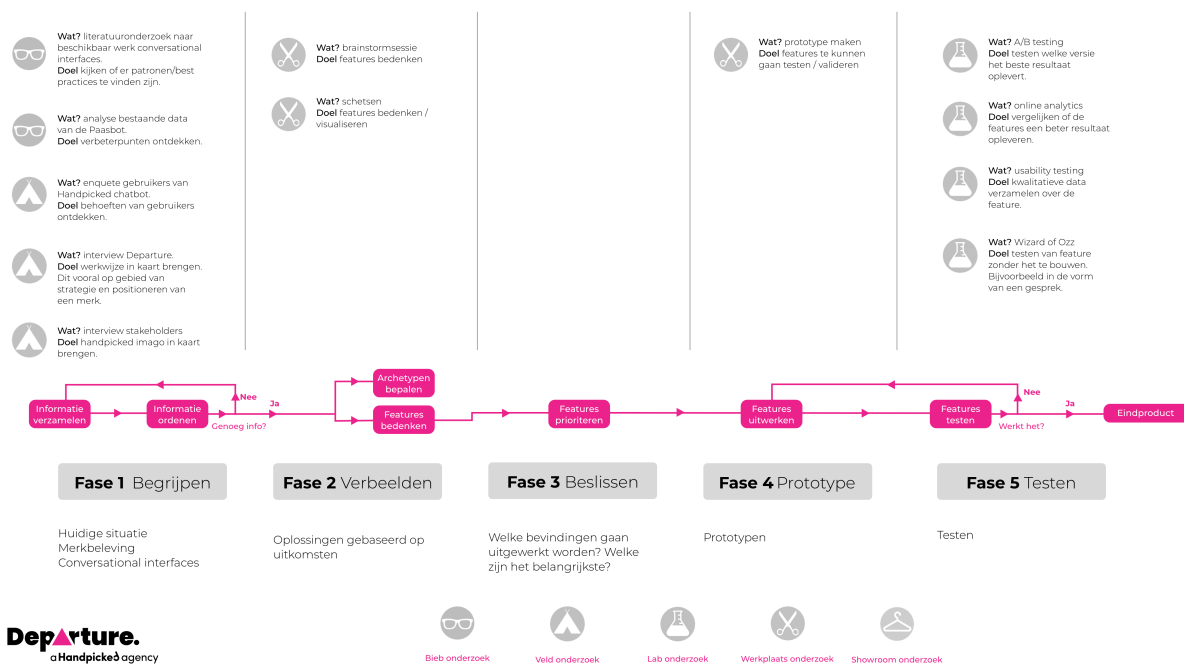 Wat? literatuuronderzoek naar
beschikbaar werk conversational
interfaces.
Doel kijken of er patronen/best
practices te vinden zijn.
Wat? analyse bestaande data
van de Paasbot.
Doel verbeterpunten ontdekken.
Wat? enquete gebruikers van
Handpicked chatbot.
Doel behoeften van gebruikers
ontdekken.
Wat? interview Departure.
Doel werkwijze in kaart brengen.
Dit vooral op gebied van
strategie en positioneren van
een merk.
Wat? interview stakeholders
Doel handpicked imago in kaart
brengen.
Wat? brainstormsessie
Doel features bedenken
Wat? schetsen
Doel features bedenken /
visualiseren
Wat? prototype maken
Doel features te kunnen
gaan testen / valideren
Wat? A/B testing
Doel testen welke versie
het beste resultaat
oplevert.
Wat? online analytics
Doel vergelijken of de
features een beter resultaat
opleveren.
Wat? usability testing
Doel kwalitatieve data
verzamelen over de
feature.
Wat? Wizard of Ozz
Doel testen van feature
zonder het te bouwen.
Bijvoorbeeld in de vorm
van een gesprek.
Informatie
verzamelen
Informatie
ordenen
Nee
Genoeg info?
Ja
Archetypen
bepalen
Features
bedenken
Features
prioriteren
Features
uitwerken
Features
testen
Nee
Werkt het?
Ja
Eindproduct
Fase 1 Begrijpen
Fase 2 Verbeelden
Fase 3 Beslissen
Fase 4 Prototype
Fase 5 Testen
Huidige situatie
Merkbeleving
Conversational interfaces
Oplossingen gebaseerd op
uitkomsten
Welke bevindingen gaan
uitgewerkt worden? Welke
zijn het belangrijkste?
Prototypen
Testen
Departure.
a Handpicked agency
Bieb onderzoek
Veld onderzoek
Lab onderzoek
Werkplaats onderzoek
Showroom onderzoek